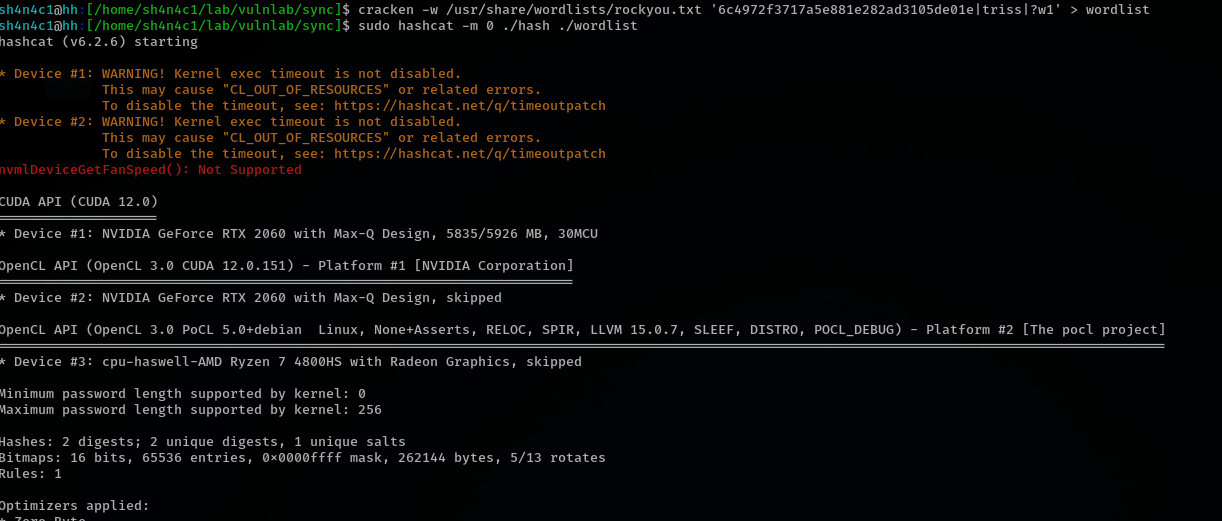 sh4n4c1@hh:[/home/sh4n4c1/lab/vulnlab/sync]$ cracken -w /usr/share/wordlists/rockyou.txt '6c4972f3717a5e881e282ad3105de01e|triss|?w1' > wordlist
sh4n4c1@hh:[/home/sh4n4c1/lab/vulnlab/sync]$ sudo hashcat -m 0 ./hash ./wordlist
hashcat (v6.2.6) starting
* Device #1: WARNING! Kernel exec timeout is not disabled.
This may cause "CL_OUT_OF_RESOURCES" or related errors.
To disable the timeout, see: https://hashcat.net/q/timeoutpatch
* Device #2: WARNING! Kernel exec timeout is not disabled.
This may cause "CL_OUT_OF_RESOURCES" or related errors.
To disable the timeout, see: https://hashcat.net/q/timeoutpatch
nvmlDeviceGetFanSpeed(): Not Supported
CUDA API (CUDA 12.0)
====================
* Device #1: NVIDIA GeForce RTX 2060 with Max-Q Design, 5835/5926 MB, 30MCU
OpenCL API (OpenCL 3.0 CUDA 12.0.151) - Platform #1 [NVIDIA Corporation]
========================================================================
* Device #2: NVIDIA GeForce RTX 2060 with Max-Q Design, skipped
OpenCL API (OpenCL 3.0 PoCL 5.0+debian  Linux, None+Asserts, RELOC, SPIR, LLVM 15.0.7, SLEEF, DISTRO, POCL_DEBUG) - Platform #2 [The pocl project]
==================================================================================================================================================
* Device #3: cpu-haswell-AMD Ryzen 7 4800HS with Radeon Graphics, skipped
Minimum password length supported by kernel: 0
Maximum password length supported by kernel: 256
Hashes: 2 digests; 2 unique digests, 1 unique salts
Bitmaps: 16 bits, 65536 entries, 0x0000ffff mask, 262144 bytes, 5/13 rotates
Rules: 1
Optimizers applied:
* Zero-Byte